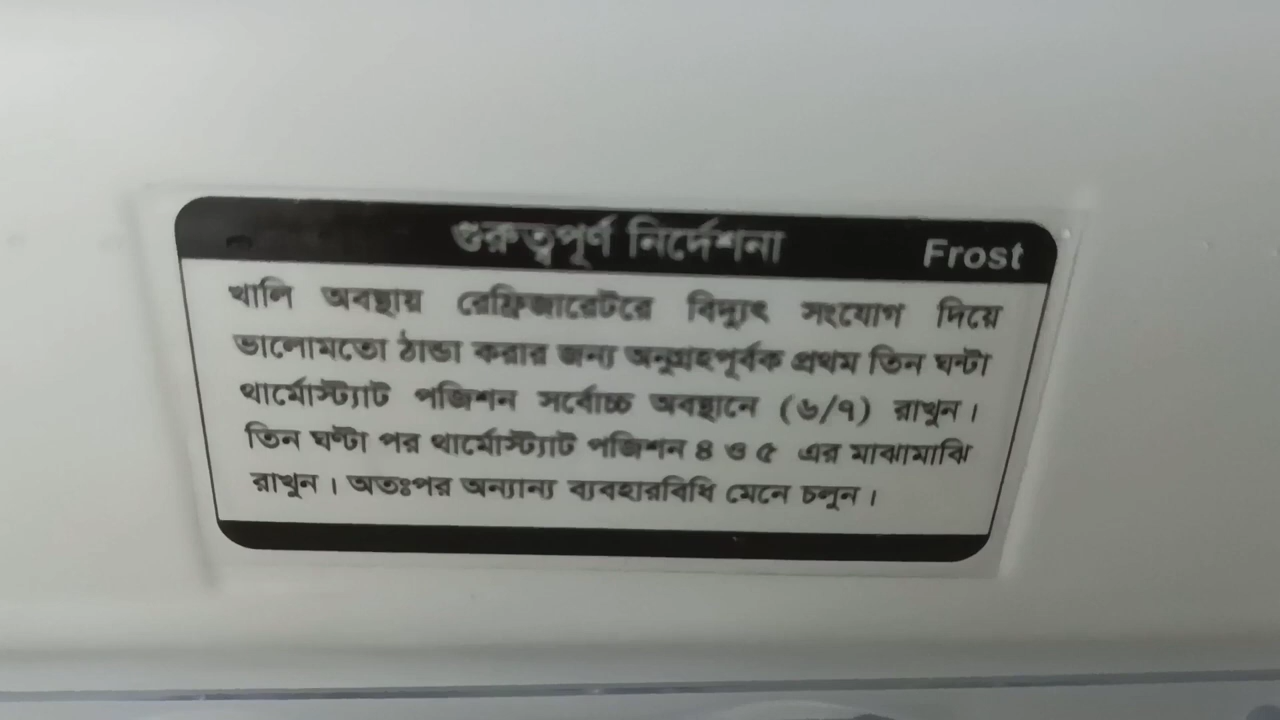 গুরুত্বপূর্ণ নির্দেশনা Frost
খালি অবস্থায় রেফ্রিজারেটরে বিদ্যুৎ সংযোগ দিয়ে
ভালোমতো ঠান্ডা করার জন্য অনুগ্রহপূর্বক প্রথম তিন ঘন্টা
থার্মোস্ট্যাট পজিশন সর্বোচ্চ অবস্থানে (৬/৭) রাখুন।
তিন ঘন্টা পর থার্মোস্ট্যাট পজিশন ৪ ও ৫ এর মাঝামাঝি
রাখুন। অতঃপর অন্যান্য ব্যবহারবিধি মেনে চলুন।